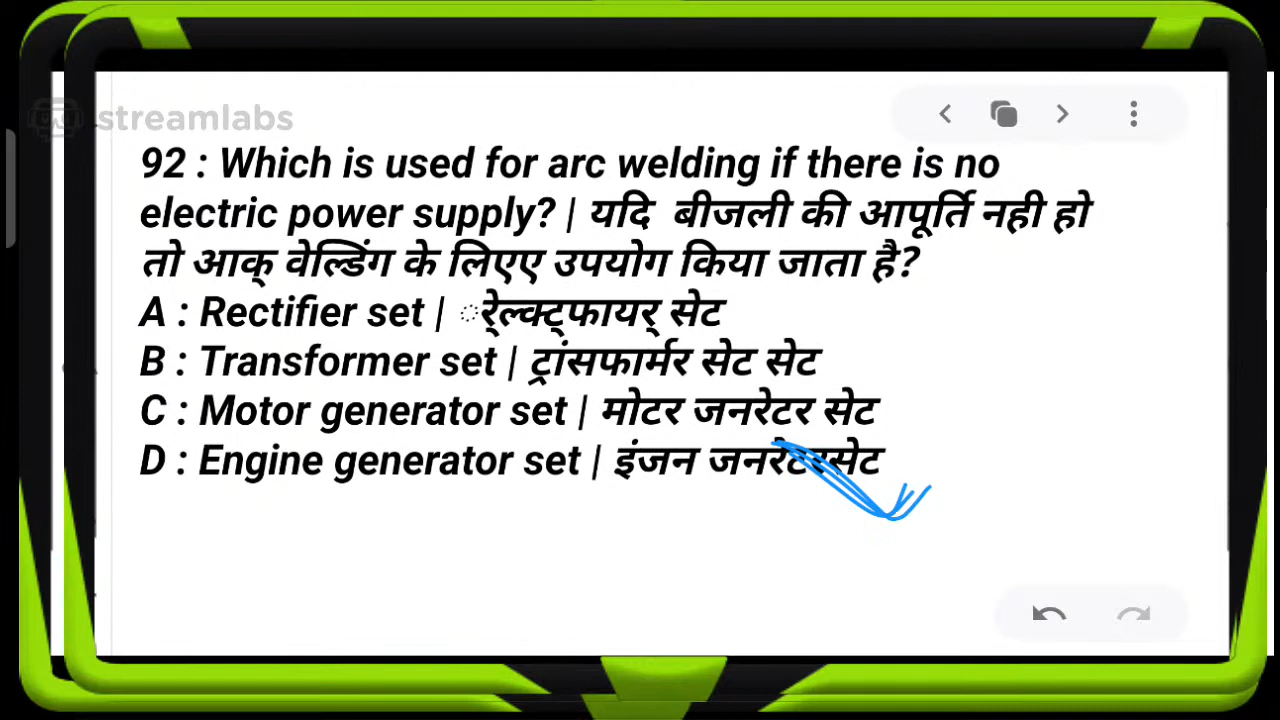 streamlabs
92 : Which is used for arc welding if there is no
electric power supply? | यदि बीजली की आपूर्ति नही हो
तो आक् वेल्डिंग के लिएए उपयोग किया जाता है?
A : Rectifier set | र्ेल्क्ट्फायर् सेट
B : Transformer set | ट्रांसफार्मर सेट सेट
C : Motor generator set | मोटर जनरेटर सेट
D : Engine generator set | इंजन जनरेटरसेट